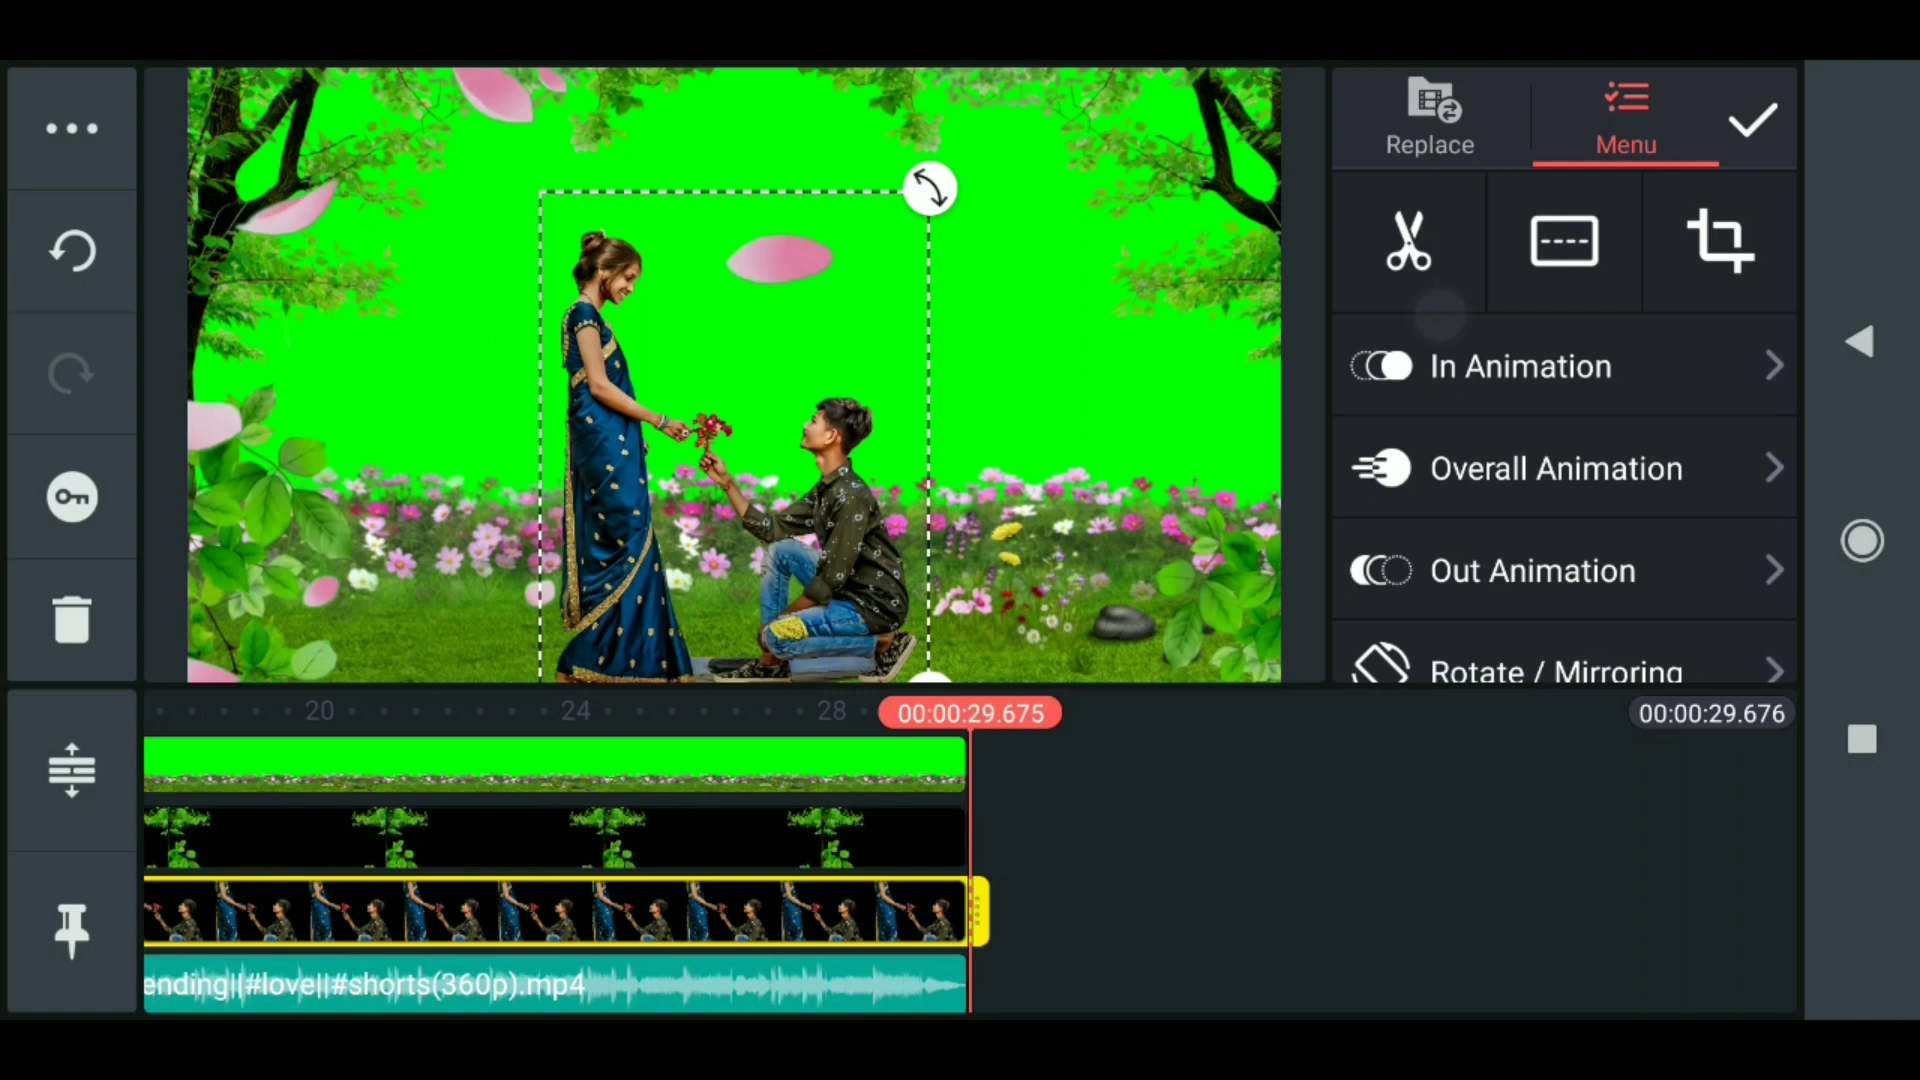 Replace
Menu
In Animation
Overall Animation
Out Animation
Rotate / Mirroring
20
24
28
00:00:29.675
00:00:29.676
ending||#love||#shorts(360p).mp4